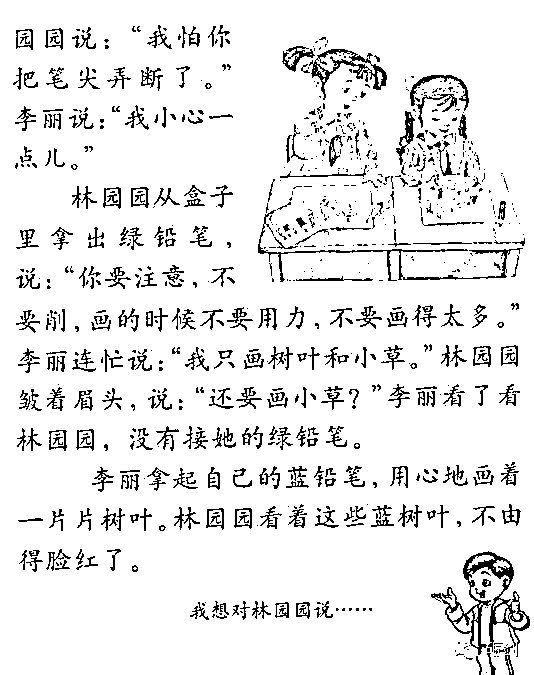 园园说：“我怕你
把笔尖弄断了。”
李丽说：“我小心一
点儿。”
林园园从盒子
里拿出绿铅笔，
说：“你要注意，不
要削，画的时候不要用力，不要画得太多。”
李丽连忙说：“我只画树叶和小草。”林园园
皱着眉头，说：“还要画小草？”李丽看了看
林园园，没有接她的绿铅笔。
李丽拿起自己的蓝铅笔，用心地画着
一片片树叶。林园园看着这些蓝树叶，不由
得脸红了。
我想对林园园说……